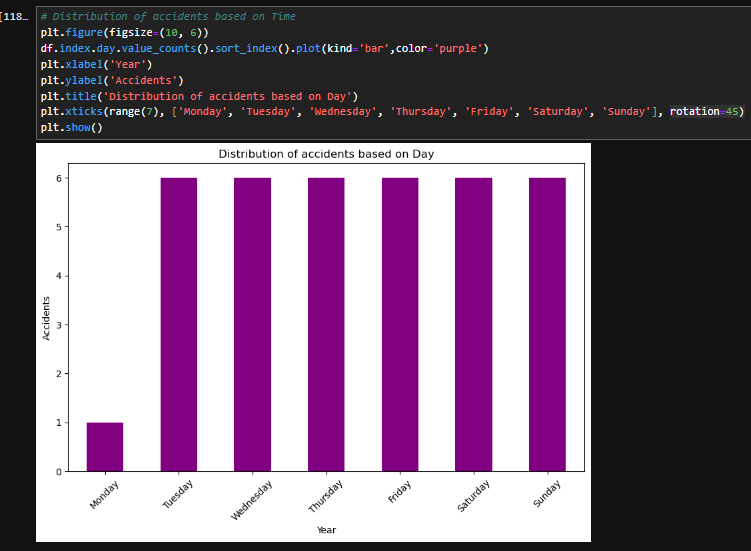 [118…
# Distribution of accidents based on Time
plt.figure(figsize=(10, 6))
df.index.day.value_counts().sort_index().plot(kind='bar',color='purple')
plt.xlabel('Year')
plt.ylabel('Accidents')
plt.title('Distribution of accidents based on Day')
plt.xticks(range(7), ['Monday', 'Tuesday', 'Wednesday', 'Thursday', 'Friday', 'Saturday', 'Sunday'], rotation=45)
plt.show()
Distribution of accidents based on Day
6
5
4
3
2
1
0
Accidents
Monday
Tuesday
Wednesday
Thursday
Friday
Saturday
Sunday
Year